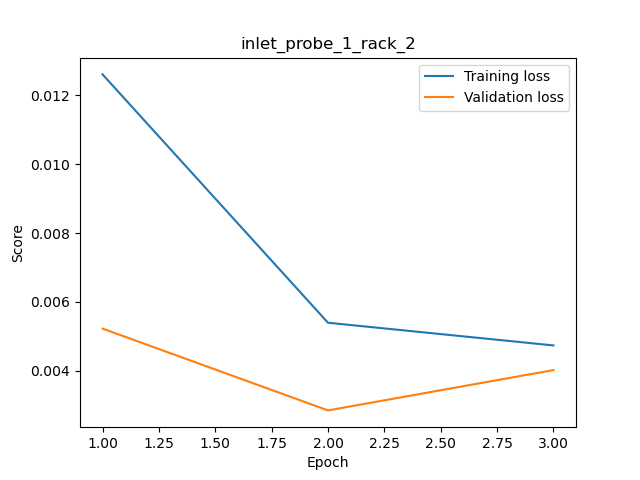 inlet_probe_1_rack_2
Training loss
Validation loss
0.012
0.010
0.008
0.006
0.004
Score
1.00 1.25 1.50 1.75 2.00 2.25 2.50 2.75 3.00
Epoch